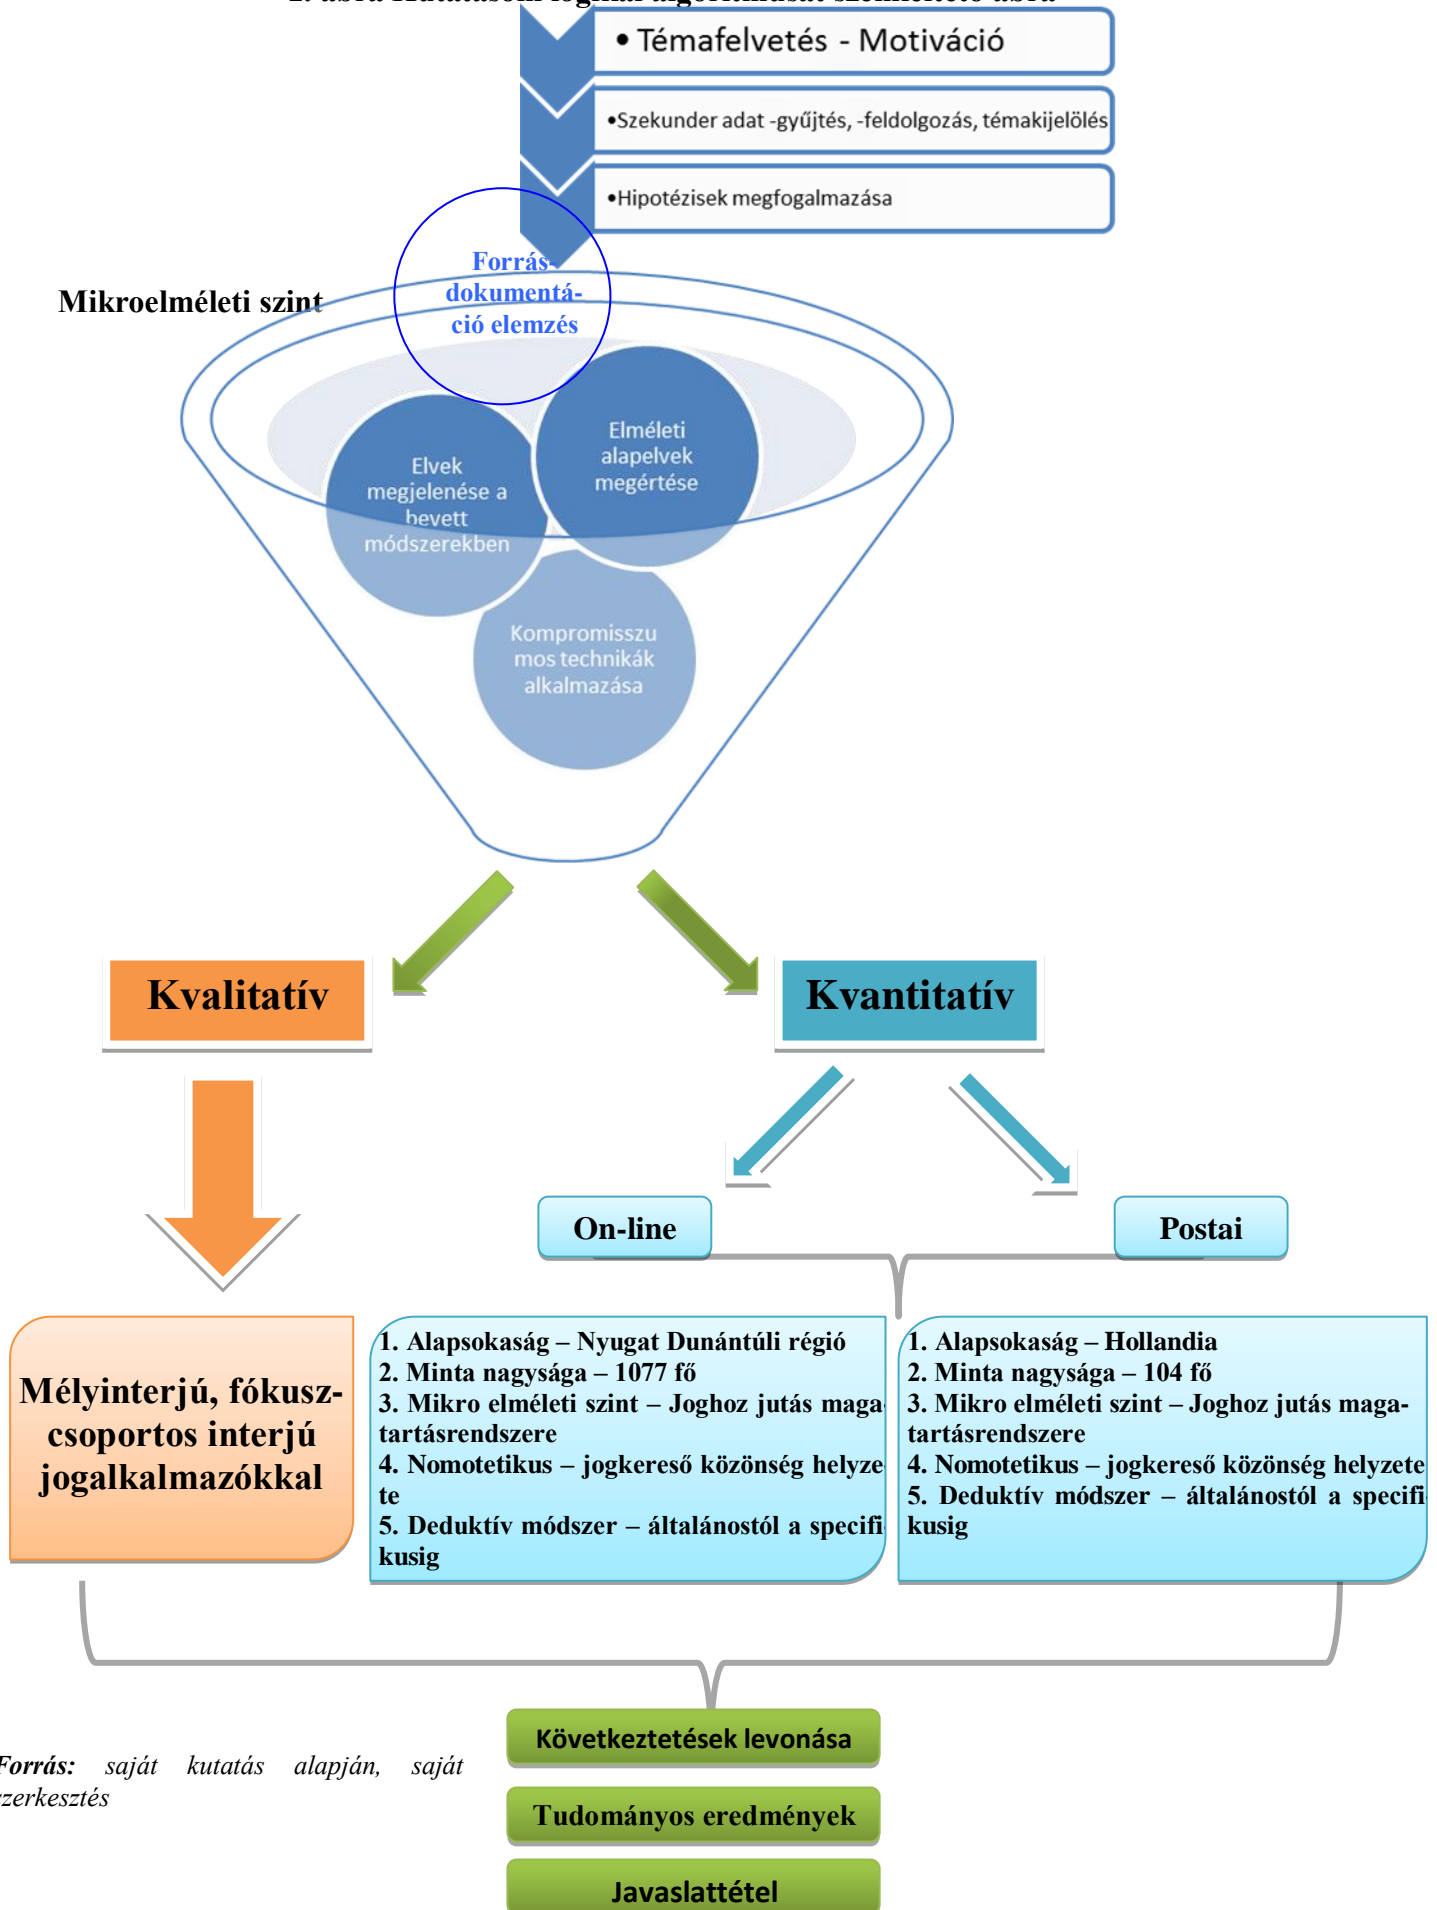 • Témafelvetés - Motiváció
•Szekunder adat -gyűjtés, -feldolgozás, témakijelölés
•Hipotézisek megfogalmazása
Forrás-
dokumentá-
ció elemzés
Mikroelméleti szint
Elméleti
alapelvek
megértése
Elvek
megjelenése a
bevett
módszerekben
Kompromisszu
mos technikák
alkalmazása
Kvalitatív
Kvantitatív
On-line
Postai
Mélyinterjú, fókusz-
csoportos interjú
jogalkalmazókkal
1. Alapsokaság – Nyugat Dunántúli régió
2. Minta nagysága – 1077 fő
3. Mikro elméleti szint – Joghoz jutás maga-
tartásrendszere
4. Nomotetikus – jogkereső közönség helyze-
te
5. Deduktív módszer – általánostól a specifi-
kusig
1. Alapsokaság – Hollandia
2. Minta nagysága – 104 fő
3. Mikro elméleti szint – Joghoz jutás maga-
tartásrendszere
4. Nomotetikus – jogkereső közönség helyzete
5. Deduktív módszer – általánostól a specifi-
kusig
Következtetések levonása
Forrás: saját kutatás alapján, saját
szerkesztés
Tudományos eredmények
Javaslattétel